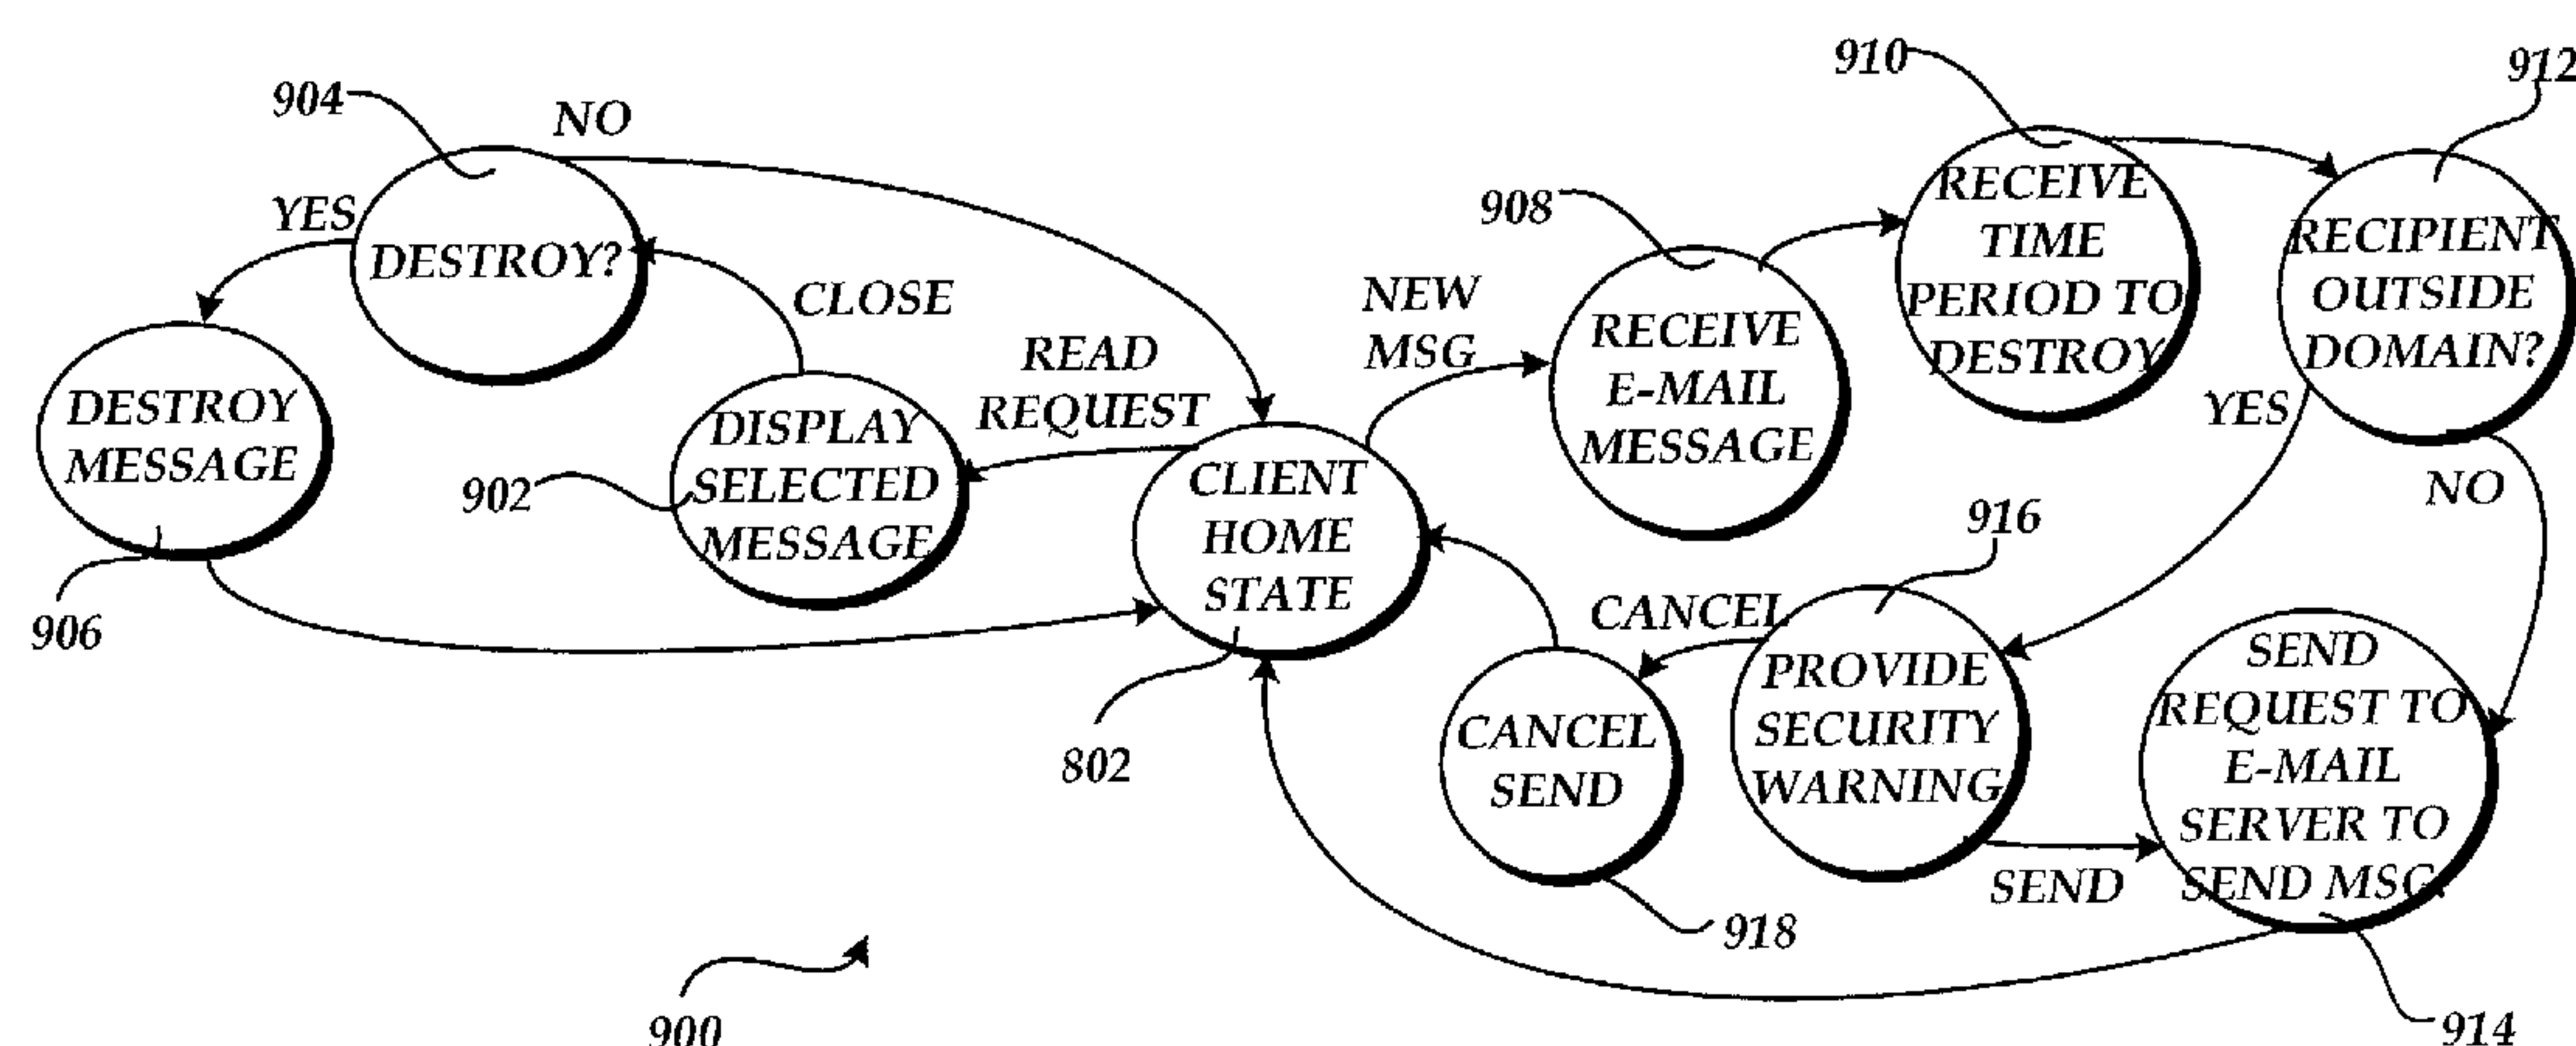 904
NO
YES
DESTROY?
CLOSE
DESTROY
MESSAGE
906
902
DISPLAY
SELECTED
MESSAGE
READ
REQUEST
CLIENT
HOME
STATE
802
NEW
MSG
908
RECEIVE
E-MAIL
MESSAGE
910
RECEIVE
TIME
PERIOD TO
DESTROY
912
RECIPIENT
OUTSIDE
DOMAIN?
YES
NO
916
PROVIDE
SECURITY
WARNING
CANCEL
CANCEL
SEND
918
SEND
SEND
REQUEST TO
E-MAIL
SERVER TO
SEND MSG.
914
900